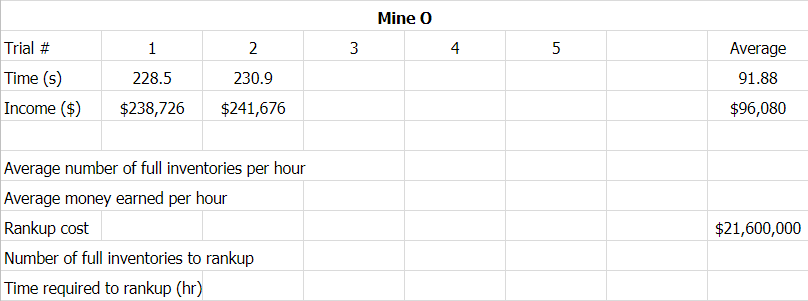 Mine O
Trial # 1 2 3 4 5 Average
Time (s) 228.5 230.9 91.88
Income ($) $238,726 $241,676 $96,080
Average number of full inventories per hour
Average money earned per hour
Rankup cost $21,600,000
Number of full inventories to rankup
Time required to rankup (hr)